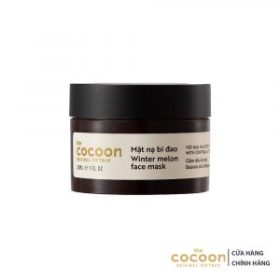 the
cocoon
ORIGINAL VIETNAM
Mặt nạ bí đao
Winter melon
face mask
the
cocoon
ORIGINAL VIETNAM
CỬA HÀNG
CHÍNH HÃNG